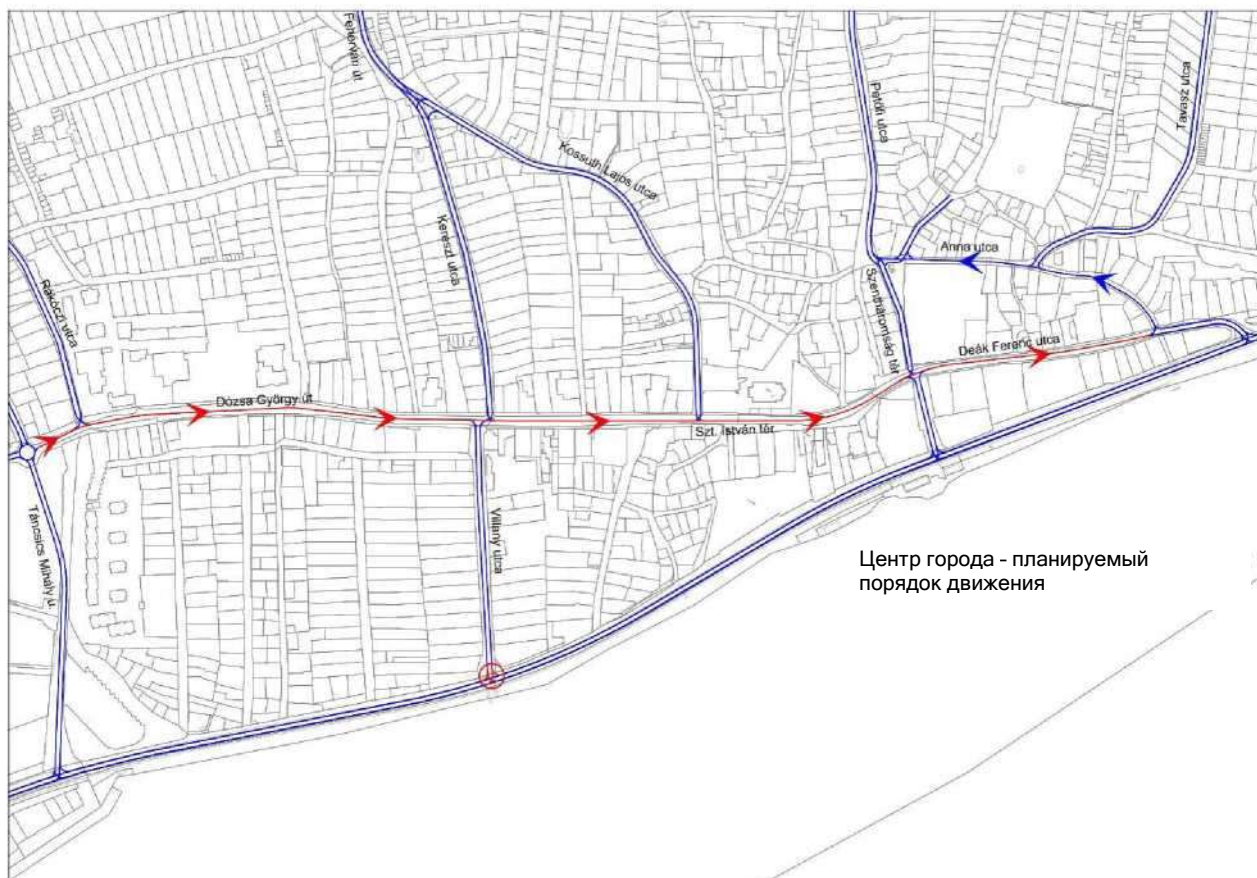 Fehérvári út
Petőfi utca
Tavasz utca
Kossuth Lajos utca
Kereszt utca
Anna utca
Rákóczi utca
Szentháromság tér
Deák Ferenc utca
Dózsa György út
Szt. István tér
Táncsics Mihály u.
Villány utca
Центр города - планируемый
порядок движения